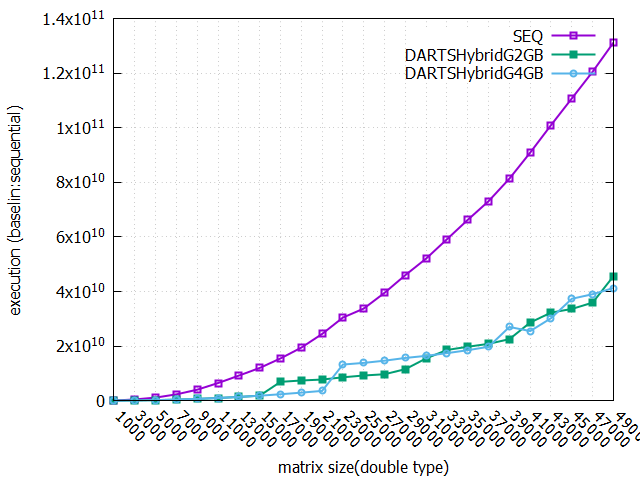 1.4x10^11
1.2x10^11
1x10^11
8x10^10
6x10^10
4x10^10
2x10^10
0
execution (baselin:sequential)
SEQ
DARTSHybridG2GB
DARTSHybridG4GB
1000
3000
5000
7000
9000
11000
13000
15000
17000
19000
21000
23000
25000
27000
29000
31000
33000
35000
37000
39000
41000
43000
45000
47000
49000
matrix size(double type)